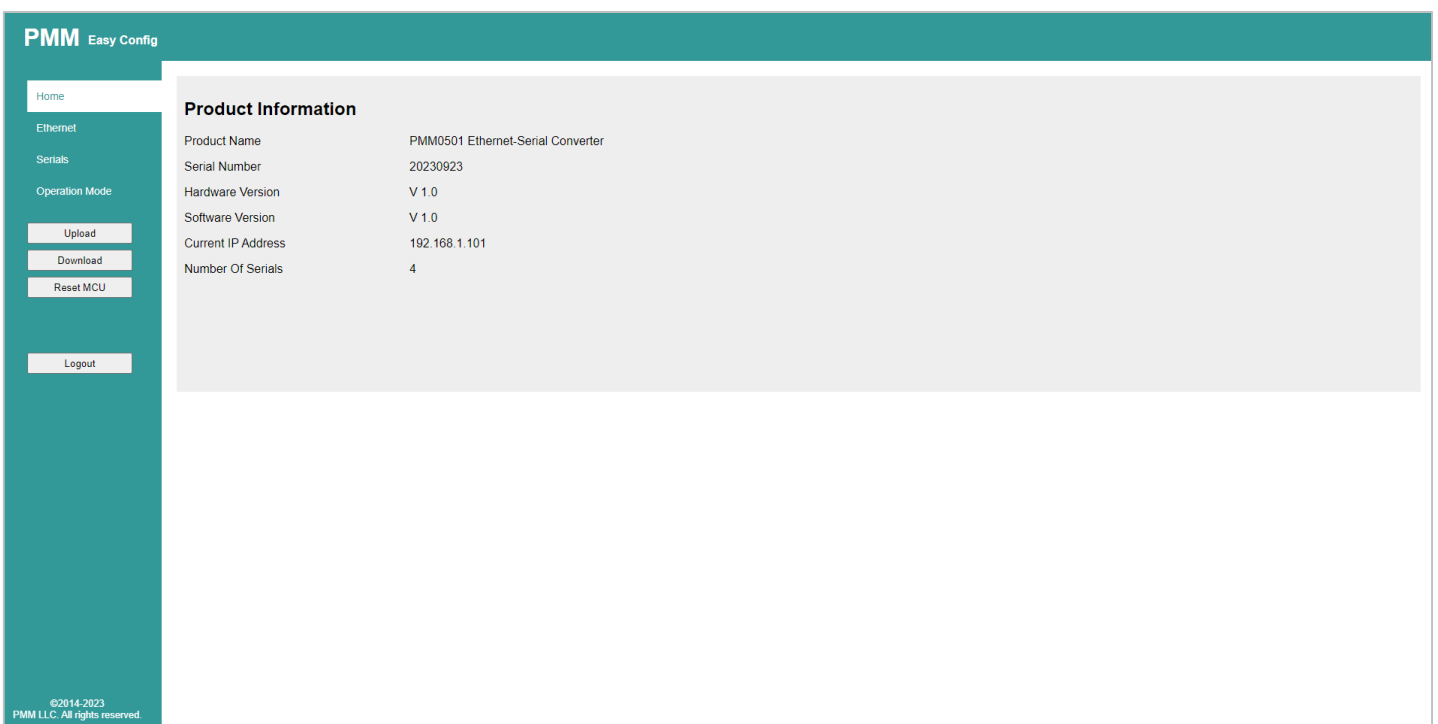 PMM Easy Config
Home
Ethernet
Serials
Operation Mode
Upload
Download
Reset MCU
Logout
©2014-2023
PMM LLC. All rights reserved.
Product Information
Product Name PMM0501 Ethernet-Serial Converter
Serial Number 20230923
Hardware Version V 1.0
Software Version V 1.0
Current IP Address 192.168.1.101
Number Of Serials 4